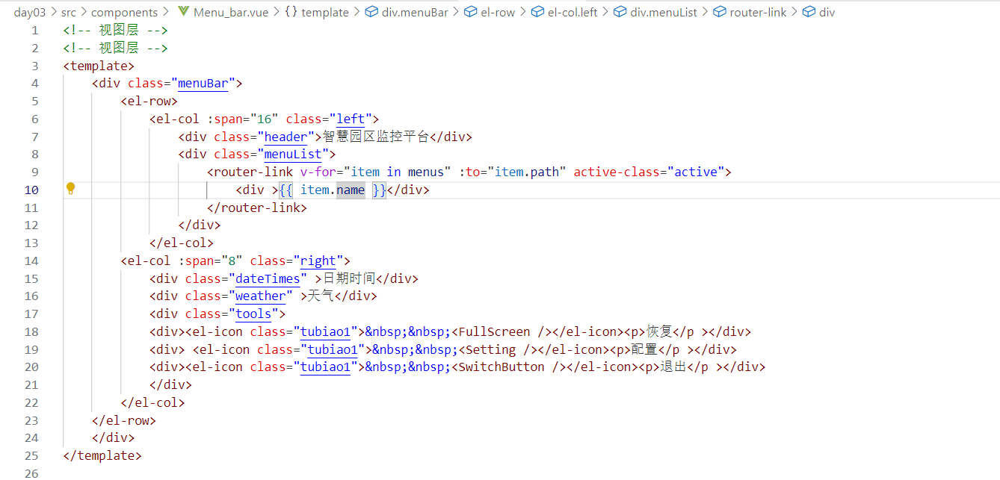 day03 > src > components > Menu_bar.vue > {} template > div.menuBar > el-row > el-col.left > div.menuList > router-link > div
1 <!-- 视图层 -->
2 <!-- 视图层 -->
3 <template>
4 <div class="menuBar">
5 <el-row>
6 <el-col :span="16" class="left">
7 <div class="header">智慧园区监控平台</div>
8 <div class="menuList">
9 <router-link v-for="item in menus" :to="item.path" active-class="active">
10 <div >{{ item.name }}</div>
11 </router-link>
12 </div>
13 </el-col>
14 <el-col :span="8" class="right">
15 <div class="dateTimes" >日期时间</div>
16 <div class="weather" >天气</div>
17 <div class="tools">
18 <div><el-icon class="tubiao1">&nbsp;&nbsp;<FullScreen /></el-icon><p>恢复</p ></div>
19 <div> <el-icon class="tubiao1">&nbsp;&nbsp;<Setting /></el-icon><p>配置</p ></div>
20 <div><el-icon class="tubiao1">&nbsp;&nbsp;<SwitchButton /></el-icon><p>退出</p ></div>
21 </div>
22 </el-col>
23 </el-row>
24 </div>
25 </template>
26